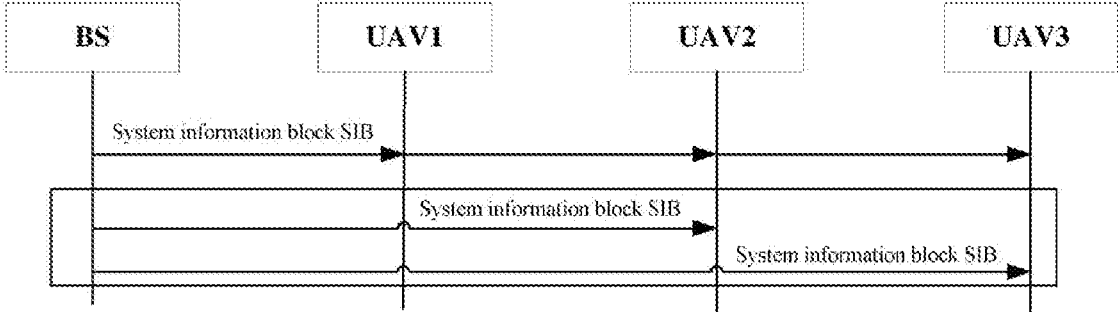 BS
UAV1
UAV2
UAV3
System information block SIB
System information block SIB
System information block SIB